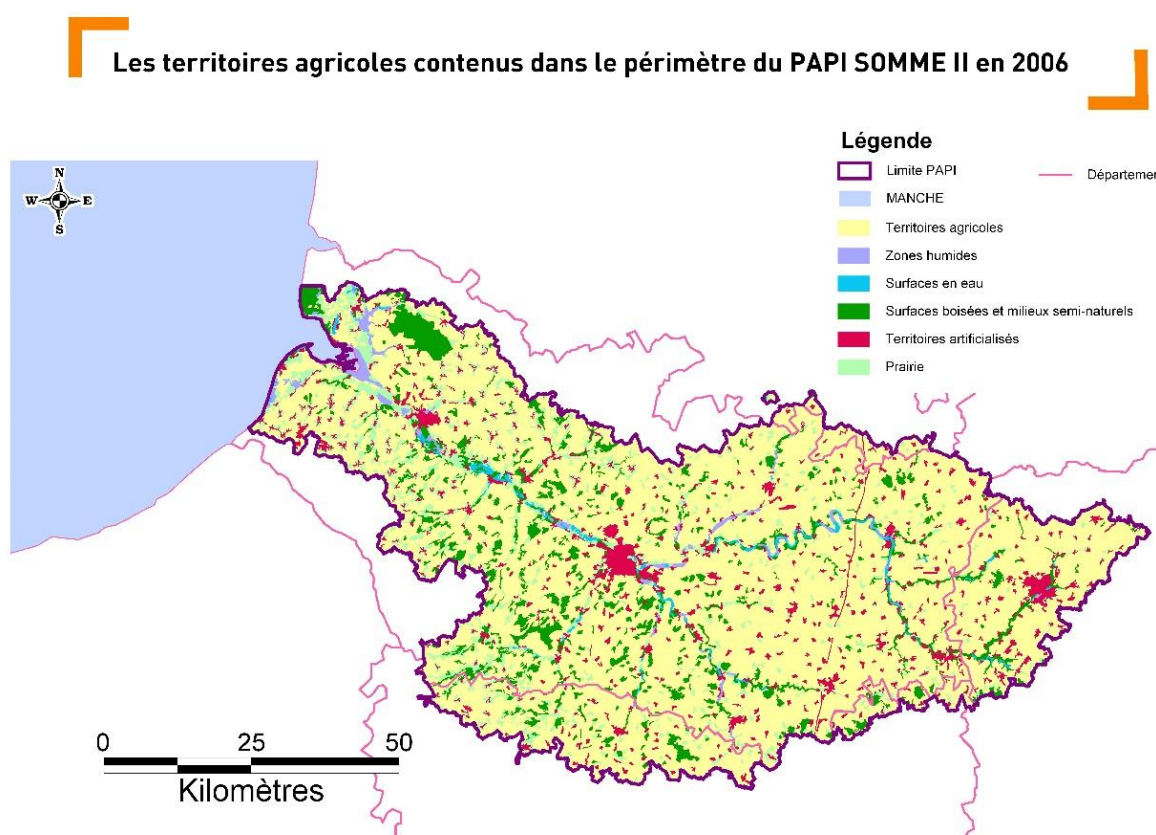 Les territoires agricoles contenus dans le périmètre du PAPI SOMME II en 2006
Légende
Limite PAPI
Départemen
MANCHE
Territoires agricoles
Zones humides
Surfaces en eau
Surfaces boisées et milieux semi-naturels
Territoires artificialisés
Prairie
N
W E
S
0 25 50
Kilomètres